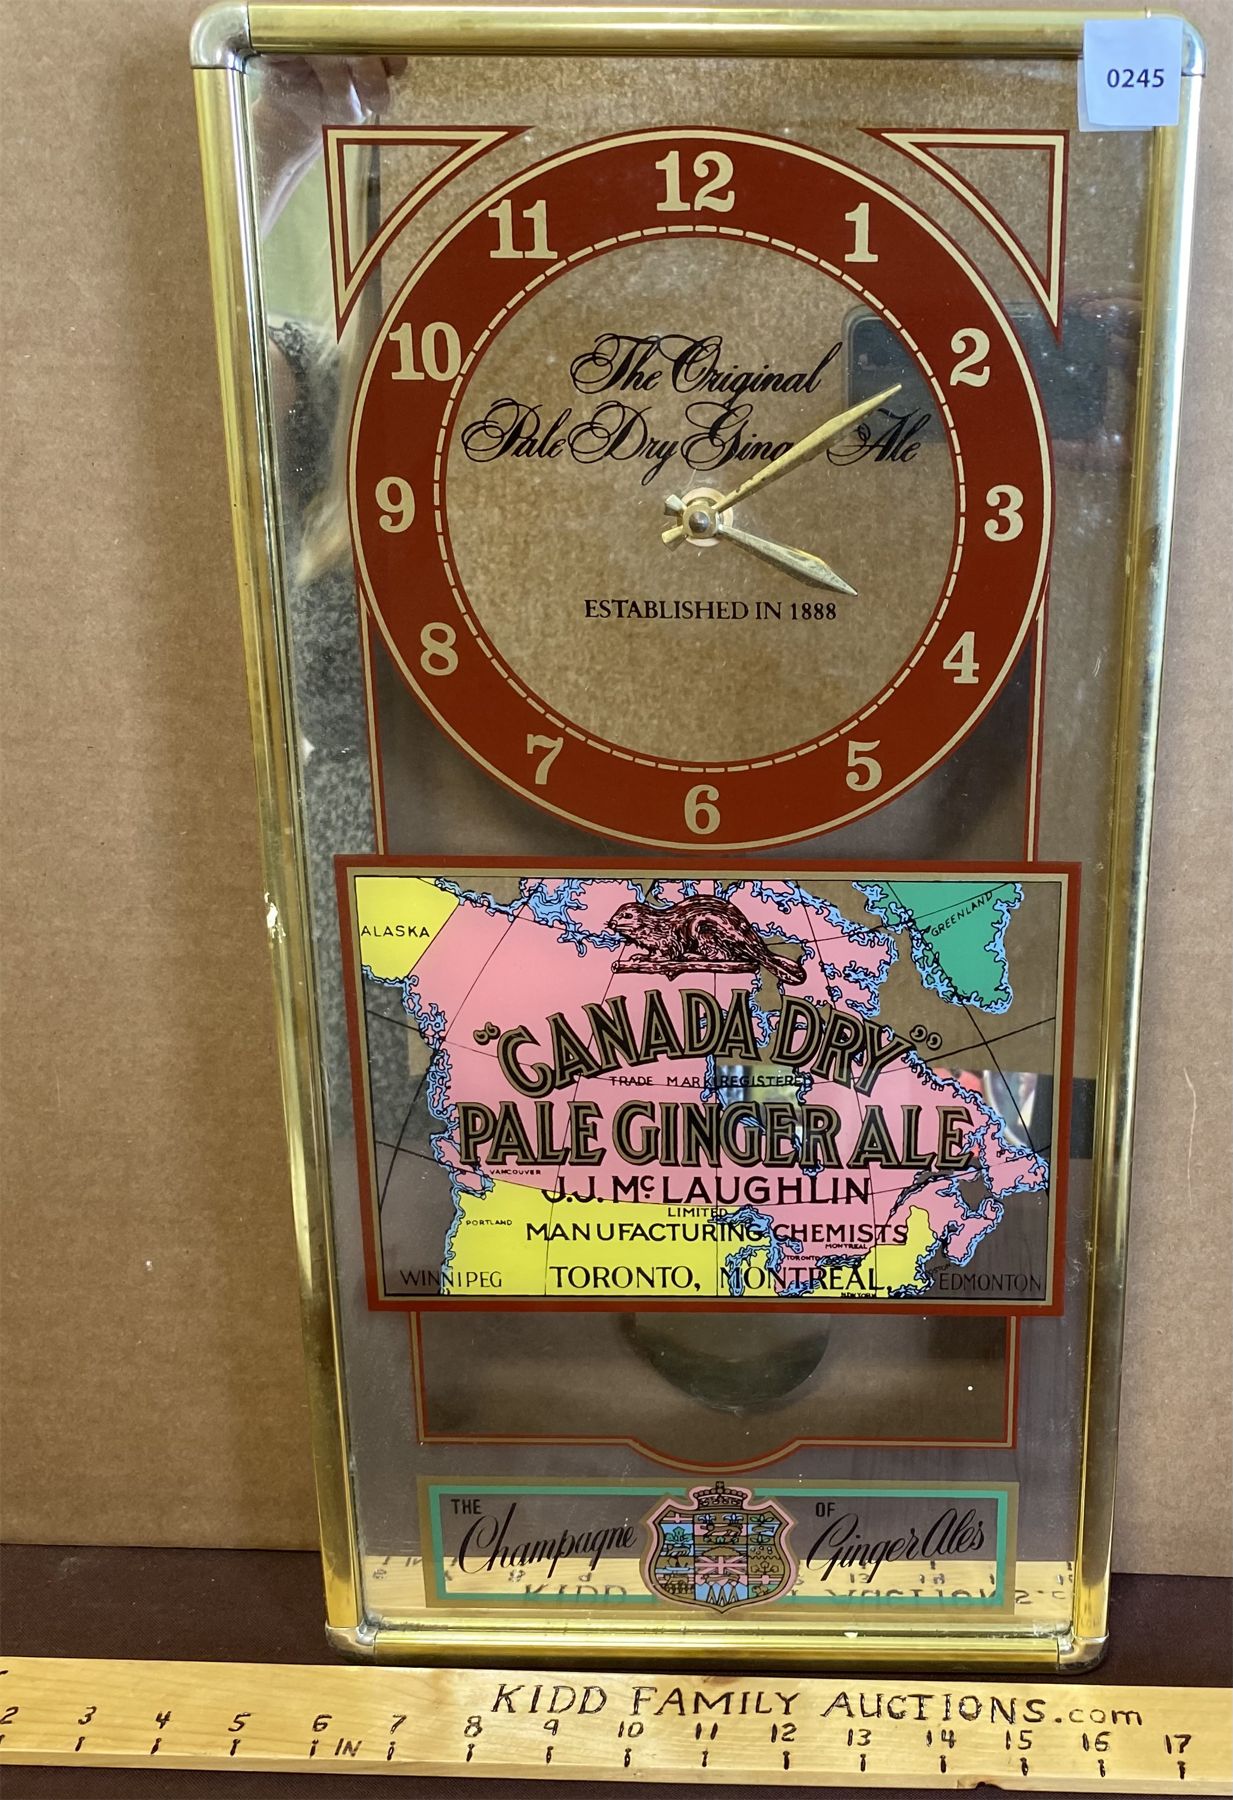 0245
12
11 1
10 2
The Original
Pale Dry Ale
9 3
ESTABLISHED IN 1888
8 4
7 5
6
ALASKA
GREENLAND
"CANADA DRY"
TRADE MARK REGISTERED
PALE GINGER ALE
VANCOUVER
J.J. Mc LAUGHLIN
LIMITED
PORTLAND
MANUFACTURING CHEMISTS
MONTREAL
TORONTO
WINNIPEG TORONTO, MONTREAL, EDMONTON
BOSTON
NEW YORK
THE Champagne OF Ginger Ales
KIDD FAMILY AUCTIONS.com
2 3 4 5 6 IN 7 8 9 10 11 12 13 14 15 16 17